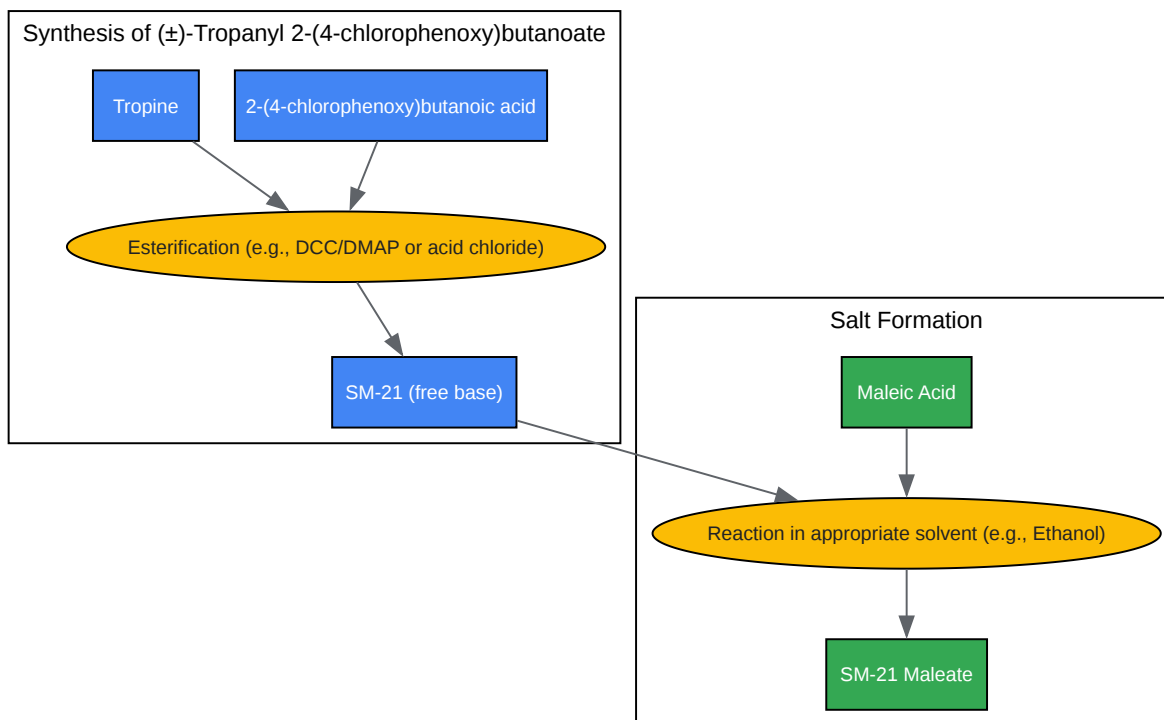 Synthesis of (±)-Tropanyl 2-(4-chlorophenoxy)butanoate
Tropine
2-(4-chlorophenoxy)butanoic acid
Esterification (e.g., DCC/DMAP or acid chloride)
SM-21 (free base)
Salt Formation
Maleic Acid
Reaction in appropriate solvent (e.g., Ethanol)
SM-21 Maleate